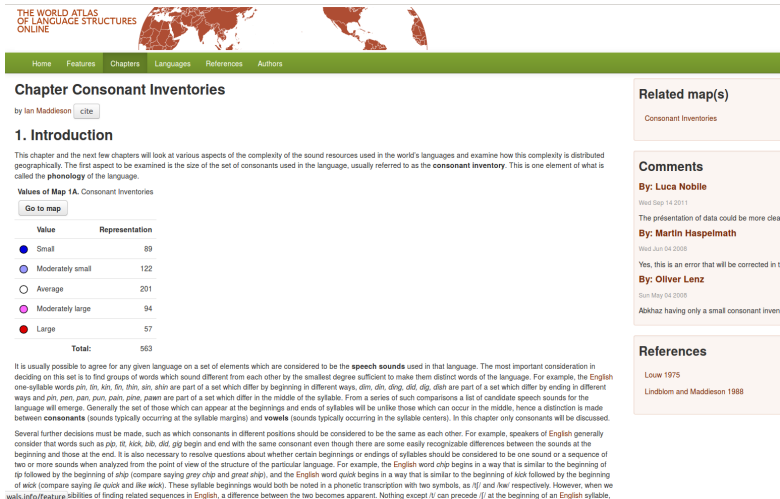 THE WORLD ATLAS
OF LANGUAGE STRUCTURES
ONLINE
Home Features Chapters Languages References Authors
Chapter Consonant Inventories
by Ian Maddieson cite
1. Introduction
This chapter and the next few chapters will look at various aspects of the complexity of the sound resources used in the world's languages and examine how this complexity is distributed
geographically. The first aspect to be examined is the size of the set of consonants used in the language, usually referred to as the consonant inventory. This is one element of what is
called the phonology of the language.
Values of Map 1A. Consonant Inventories
Go to map
Value Representation
Small 89
Moderately small 122
Average 201
Moderately large 94
Large 57
Total: 563
It is usually possible to agree for any given language on a set of elements which are considered to be the speech sounds used in that language. The most important consideration in
deciding on this set is to find groups of words which sound different from each other by the smallest degree sufficient to make them distinct words of the language. For example, the English
one-syllable words pin, tin, kin, fin, thin, sin, shin are part of a set which differ by beginning in different ways, dim, din, ding, did, dig, dish are part of a set which differ by ending in different
ways and pin, pen, pan, pun, pain, pine, pawn are part of a set which differ in the middle of the syllable. From a series of such comparisons a list of candidate speech sounds for the
language will emerge. Generally the set of those which can appear at the beginnings and ends of syllables will be unlike those which can occur in the middle, hence a distinction is made
between consonants (sounds typically occurring at the syllable margins) and vowels (sounds typically occurring in the syllable centers). In this chapter only consonants will be discussed.
Several further decisions must be made, such as which consonants in different positions should be considered to be the same as each other. For example, speakers of English generally
consider that words such as pip, tit, kick, bib, did, gig begin and end with the same consonant even though there are some easily recognizable differences between the sounds at the
beginning and those at the end. It is also necessary to resolve questions about whether certain beginnings or endings of syllables should be considered to be one sound or a sequence of
two or more sounds when analyzed from the point of view of the structure of the particular language. For example, the English word chip begins in a way that is similar to the beginning of
tip followed by the beginning of ship (compare saying grey chip and great ship), and the English word quick begins in a way that is similar to the beginning of kick followed by the beginning
of wick (compare saying lie quick and like wick). These syllable beginnings would both be noted in a phonetic transcription with two symbols, as /tʃ/ and /kw/ respectively. However, when we
wals.info/feature sibilities of finding related sequences in English, a difference between the two becomes apparent. Nothing except /t/ can precede /ʃ/ at the beginning of an English syllable,
Related map(s)
Consonant Inventories
Comments
By: Luca Nobile
Wed Sep 14 2011
The présentation of data could be more clea
By: Martin Haspelmath
Wed Jun 04 2008
Yes, this is an error that will be corrected in t
By: Oliver Lenz
Sun May 04 2008
Abkhaz having only a small consonant inven
References
Louw 1975
Lindblom and Maddieson 1988